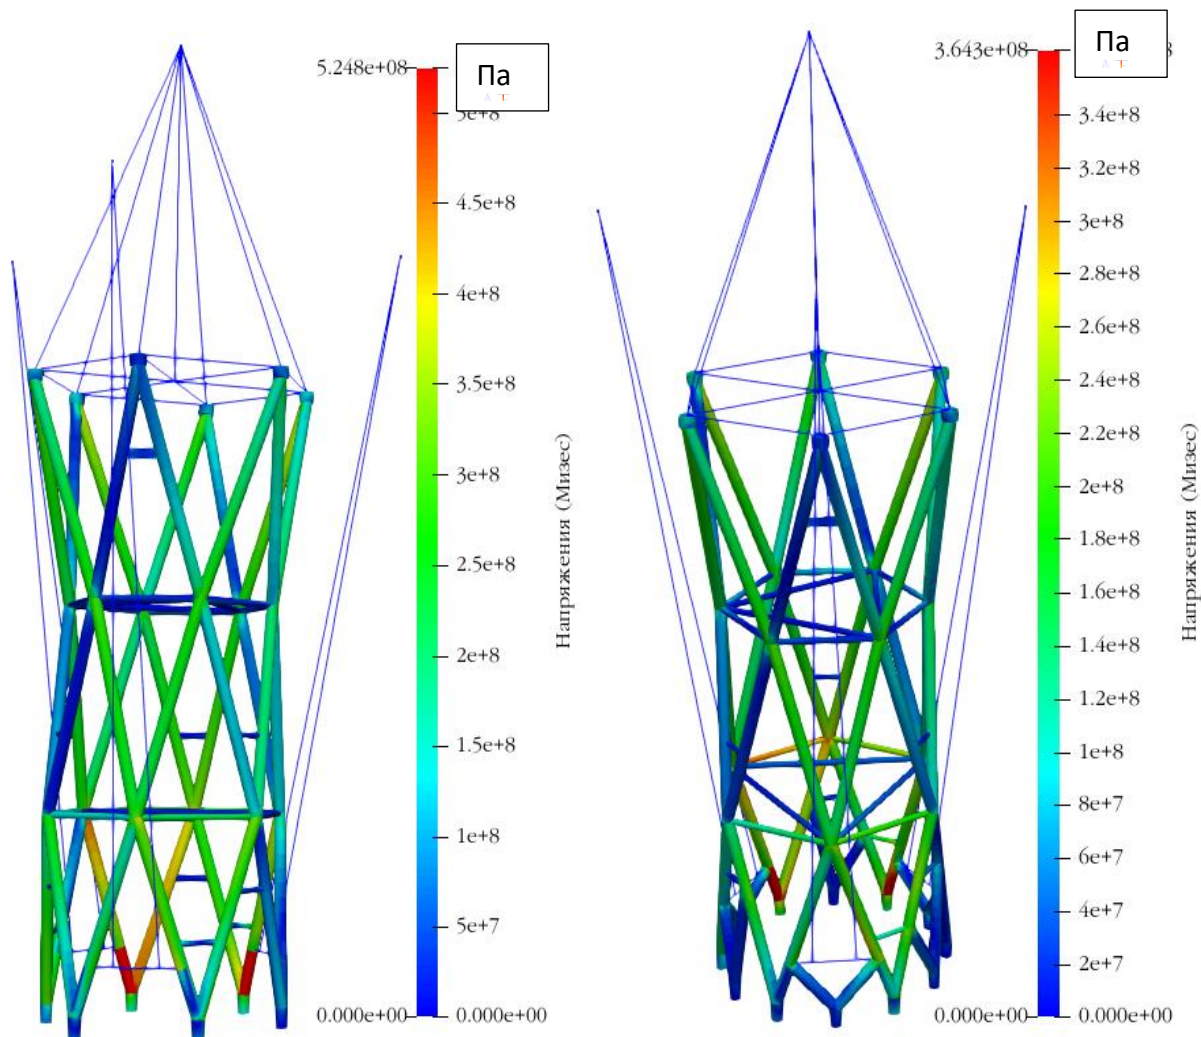 5.248e+08
Па
5e+8
4.5e+8
4e+8
3.5e+8
3e+8
2.5e+8
2e+8
1.5e+8
1e+8
5e+7
0.000e+00
0.000e+00
Напряжения (Мизес)
3.643e+08
Па
8
3.4e+8
3.2e+8
3e+8
2.8e+8
2.6e+8
2.4e+8
2.2e+8
2e+8
1.8e+8
1.6e+8
1.4e+8
1.2e+8
1e+8
8e+7
6e+7
4e+7
2e+7
0.000e+00
0.000e+00
Напряжения (Мизес)